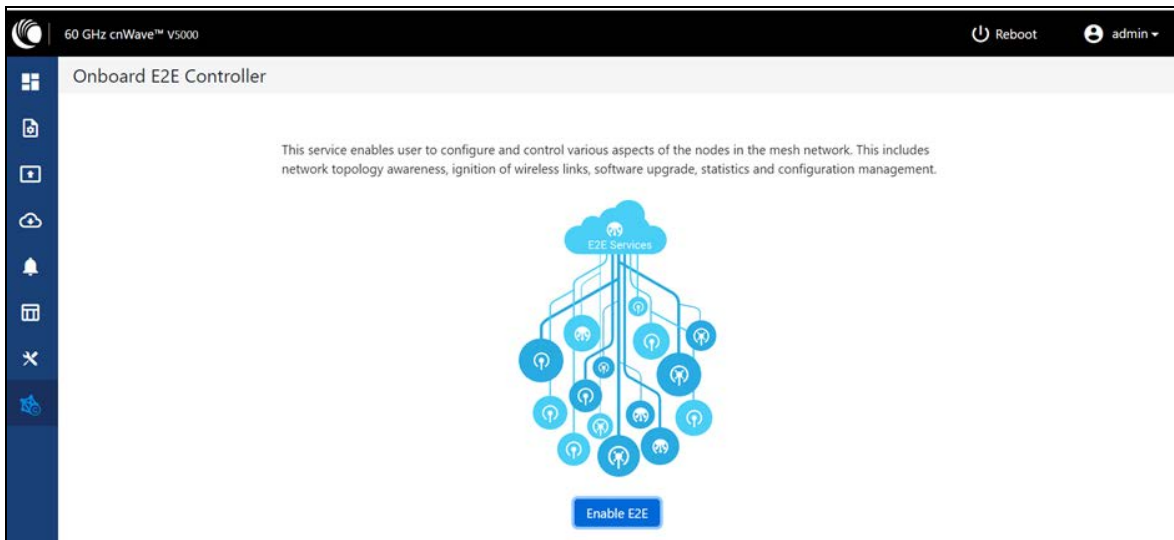 60 GHz cnWave™ V5000
Reboot
admin
Onboard E2E Controller
This service enables user to configure and control various aspects of the nodes in the mesh network. This includes
network topology awareness, ignition of wireless links, software upgrade, statistics and configuration management.
E2E Services
Enable E2E